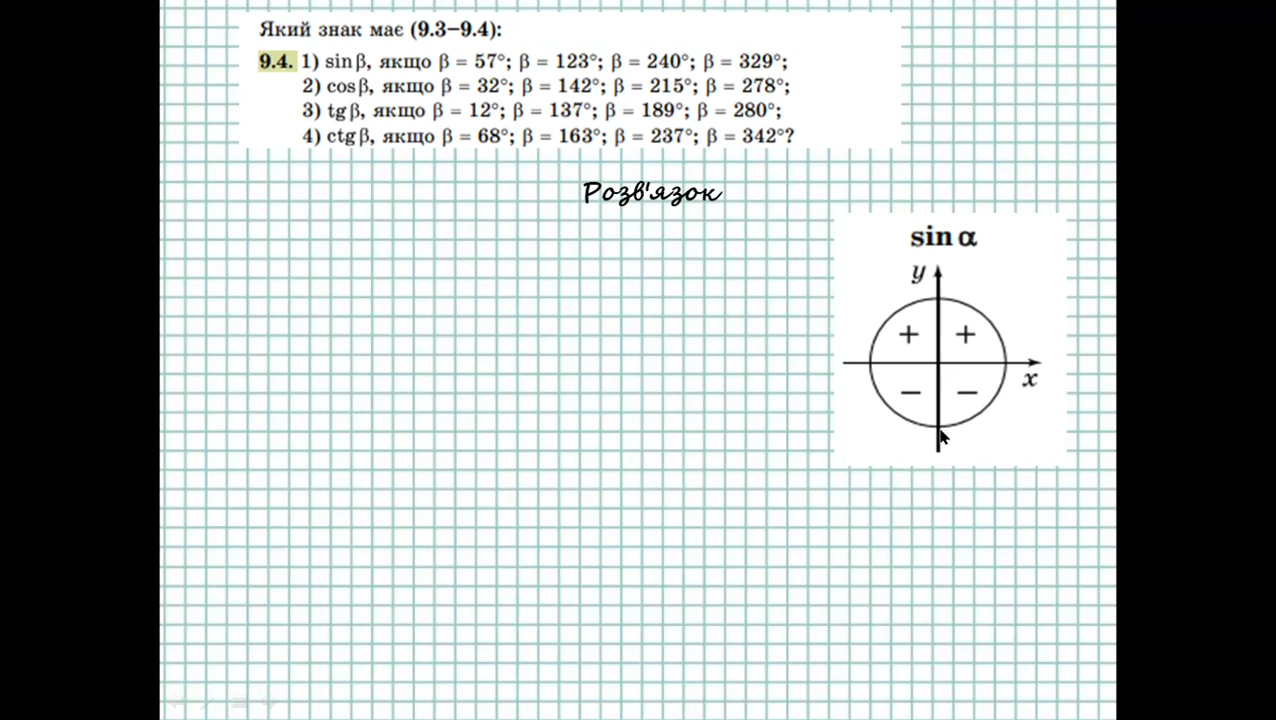 Який знак має (9.3–9.4):
9.4. 1) sin β, якщо β = 57°; β = 123°; β = 240°; β = 329°;
2) cos β, якщо β = 32°; β = 142°; β = 215°; β = 278°;
3) tg β, якщо β = 12°; β = 137°; β = 189°; β = 280°;
4) ctg β, якщо β = 68°; β = 163°; β = 237°; β = 342°?
Розв'язок
sin α
y
+ +
x
– –